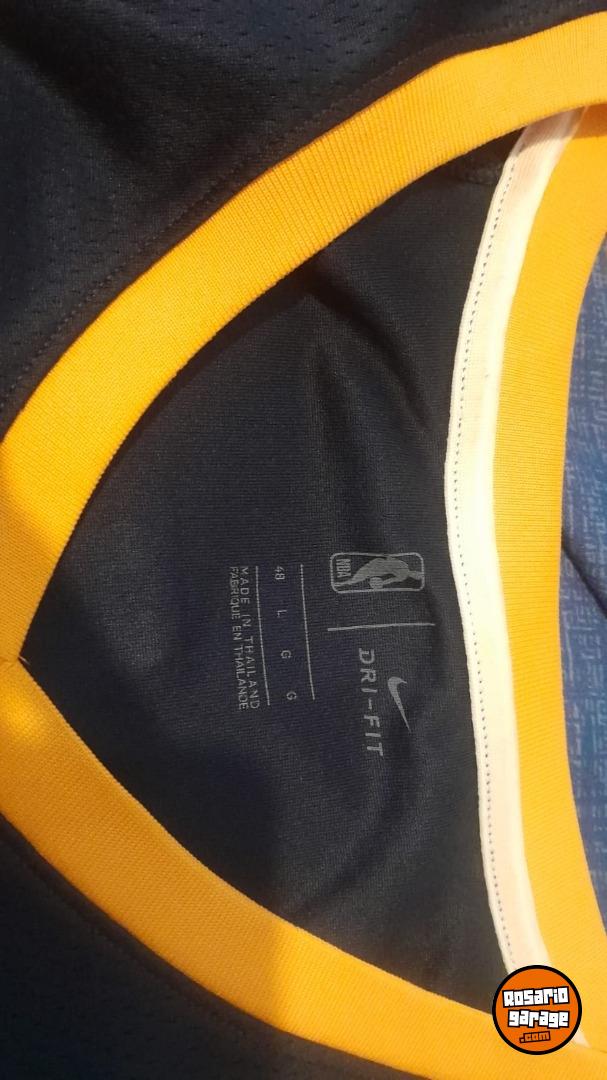 NBA
DRI-FIT
48 L G G
MADE IN THAILAND
FABRIQUE EN THAILANDE
Rosario
garage
.com